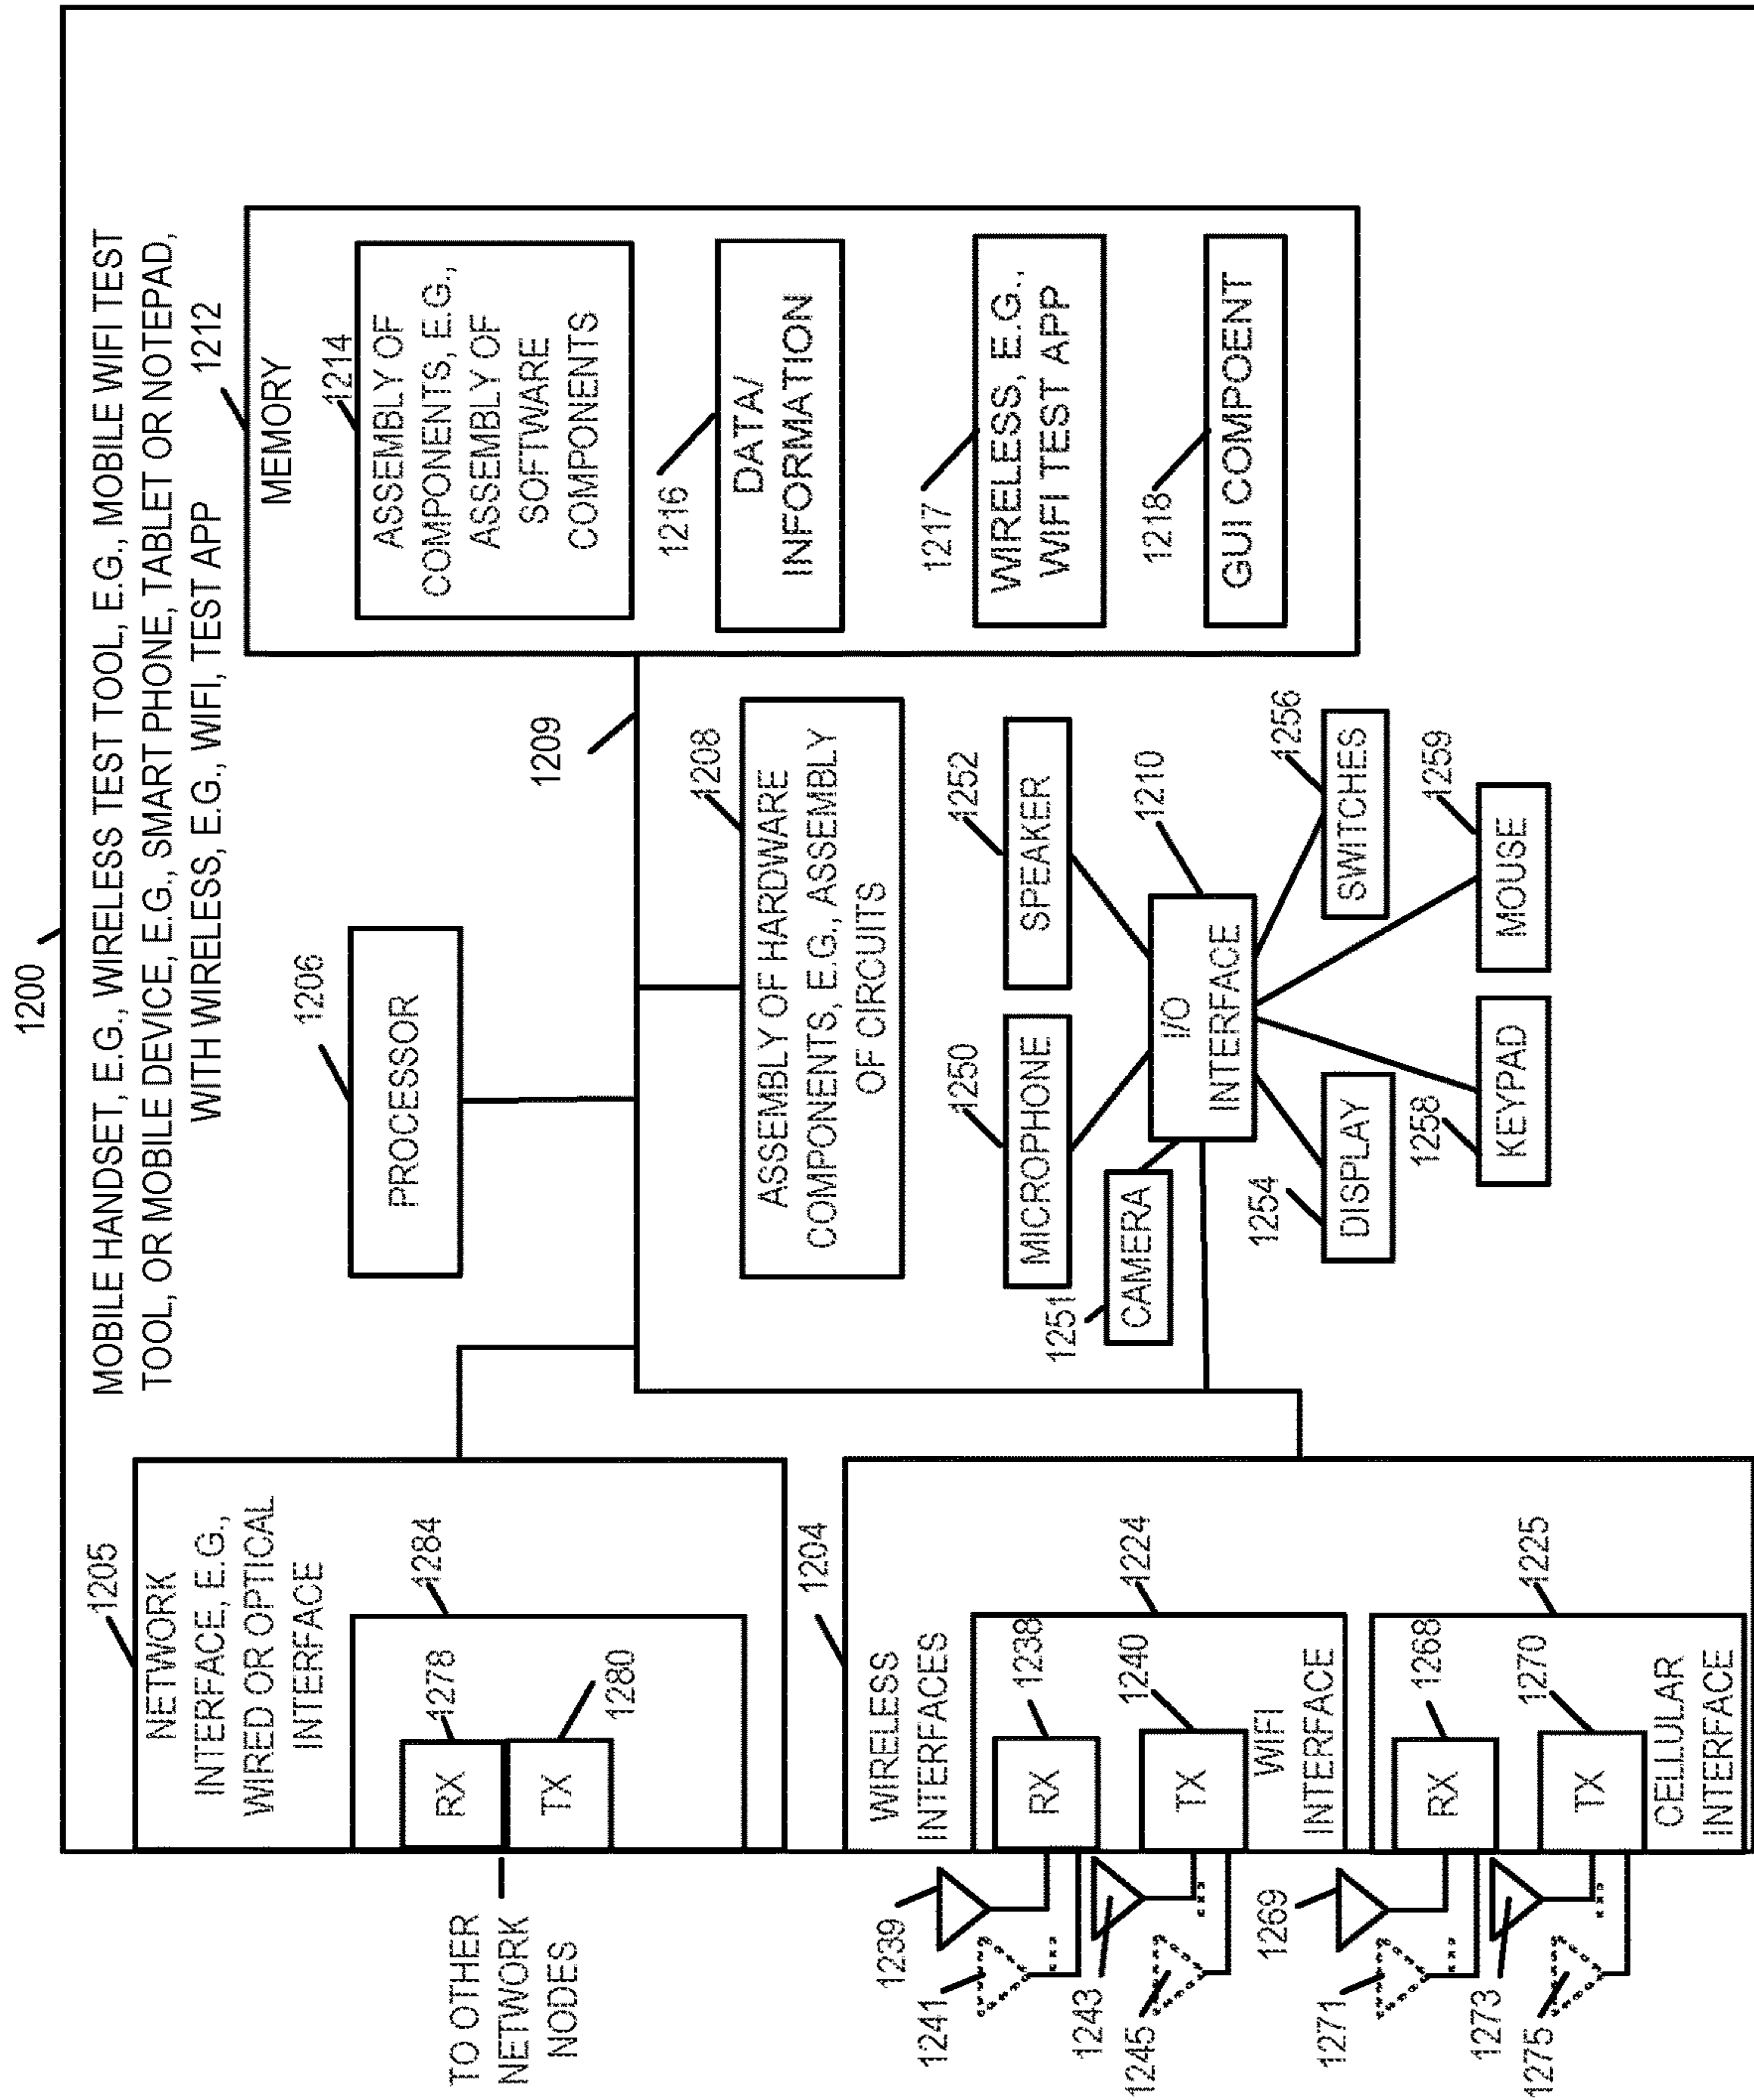 1200
MOBILE HANDSET, E.G., WIRELESS TEST TOOL, E.G., MOBILE WIFI TEST
TOOL, OR MOBILE DEVICE, E.G., SMART PHONE, TABLET OR NOTEPAD,
WITH WIRELESS, E.G., WIFI, TEST APP
1205
NETWORK
INTERFACE, E.G.,
WIRED OR OPTICAL
INTERFACE
1284
1278
RX
TX
1280
TO OTHER
NETWORK
NODES
1206
PROCESSOR
1209
1212
MEMORY
1214
ASSEMBLY OF
COMPONENTS, E.G.,
ASSEMBLY OF
SOFTWARE
COMPONENTS
1216
DATA/
INFORMATION
1217
WIRELESS, E.G.,
WIFI TEST APP
1218
GUI COMPOENT
1208
ASSEMBLY OF HARDWARE
COMPONENTS, E.G., ASSEMBLY
OF CIRCUITS
1204
WIRELESS
INTERFACES
1224
1238
RX
1240
TX
WIFI
INTERFACE
1239
1241
...
1243
1245
...
1225
1268
RX
1270
TX
CELLULAR
INTERFACE
1269
1271
...
1273
1275
...
1250
MICROPHONE
1252
SPEAKER
1251
CAMERA
1210
I/O
INTERFACE
1254
DISPLAY
1256
SWITCHES
1258
KEYPAD
1259
MOUSE